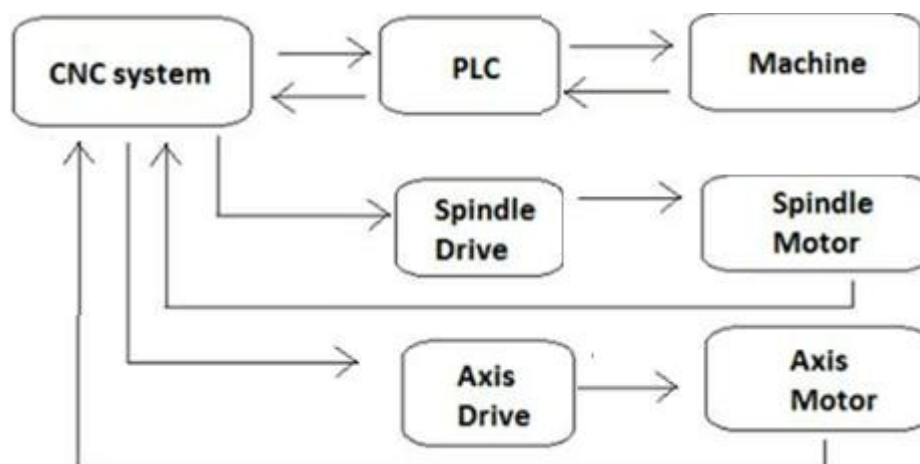 CNC system
PLC
Machine
Spindle
Drive
Spindle
Motor
Axis
Drive
Axis
Motor